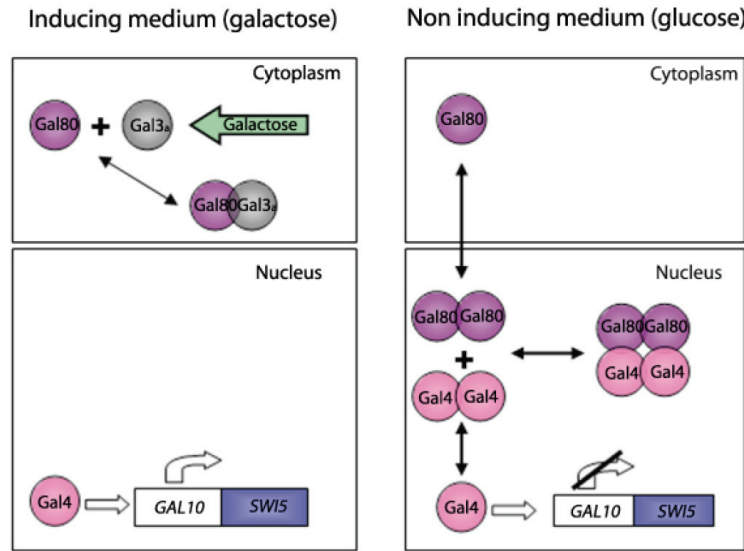 Inducing medium (galactose)
Non inducing medium (glucose)
Cytoplasm
Gal80 + Gal3a Galactose
Gal80 Gal3a
Nucleus
Gal4 GAL10 SWI5
Cytoplasm
Gal80
Nucleus
Gal80 Gal80
+
Gal4 Gal4
Gal80 Gal80
Gal4 Gal4
Gal4 GAL10 SWI5